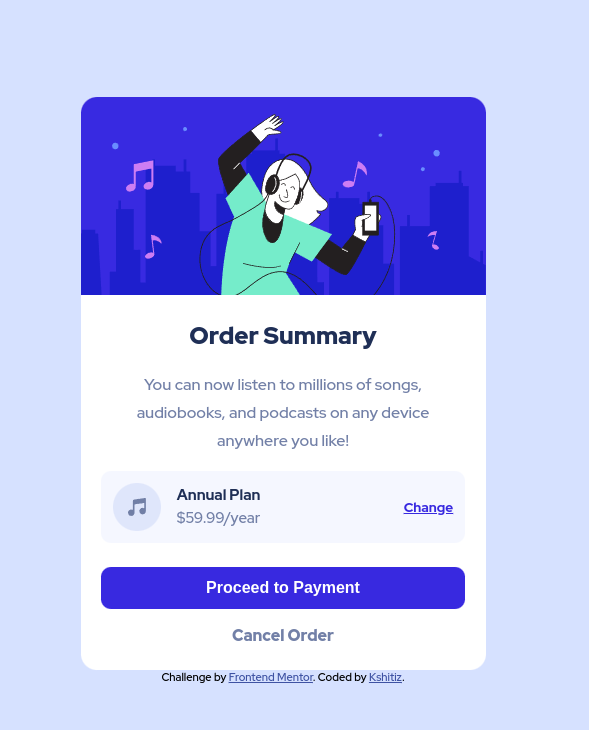 Order Summary
You can now listen to millions of songs,
audiobooks, and podcasts on any device
anywhere you like!
Annual Plan
$59.99/year
Change
Proceed to Payment
Cancel Order
Challenge by Frontend Mentor. Coded by Kshitiz.